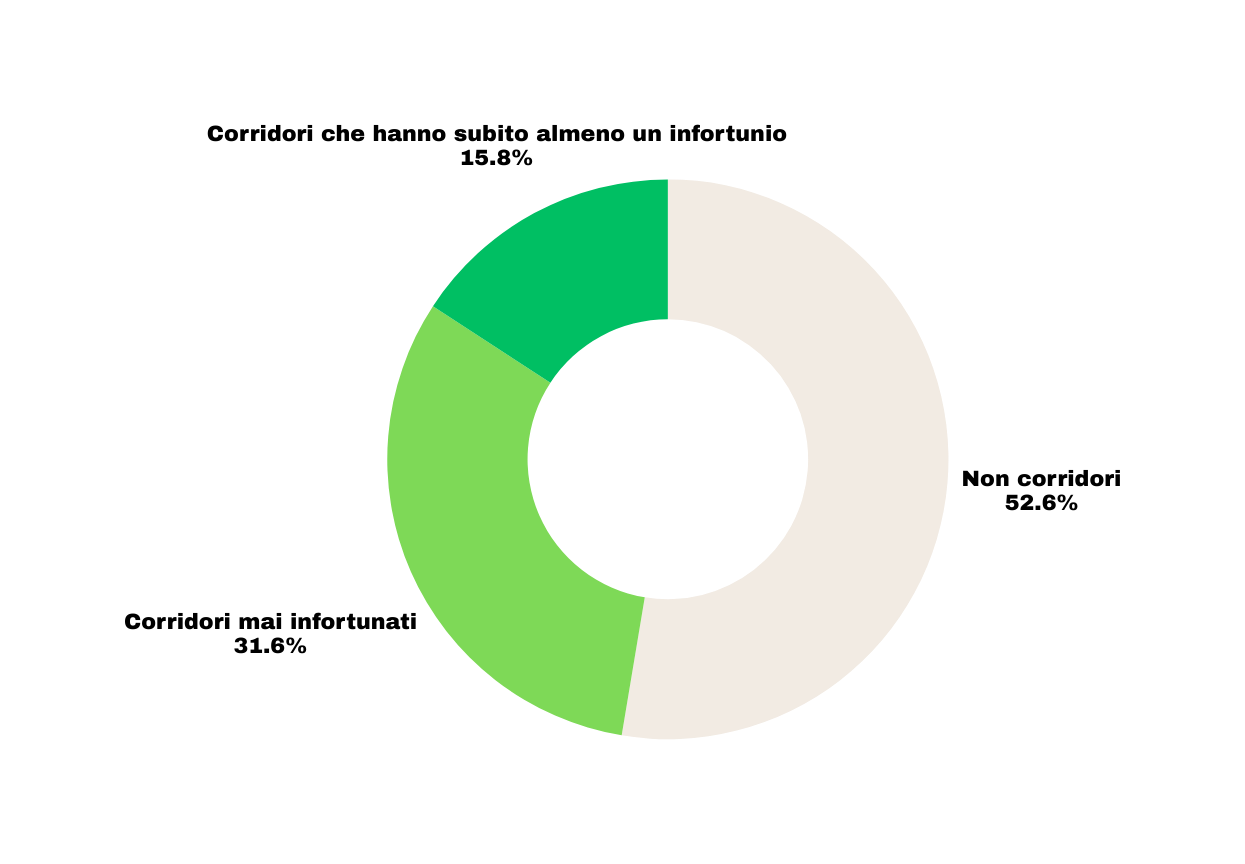 Corridori che hanno subito almeno un infortunio
15.8%
Non corridori
52.6%
Corridori mai infortunati
31.6%